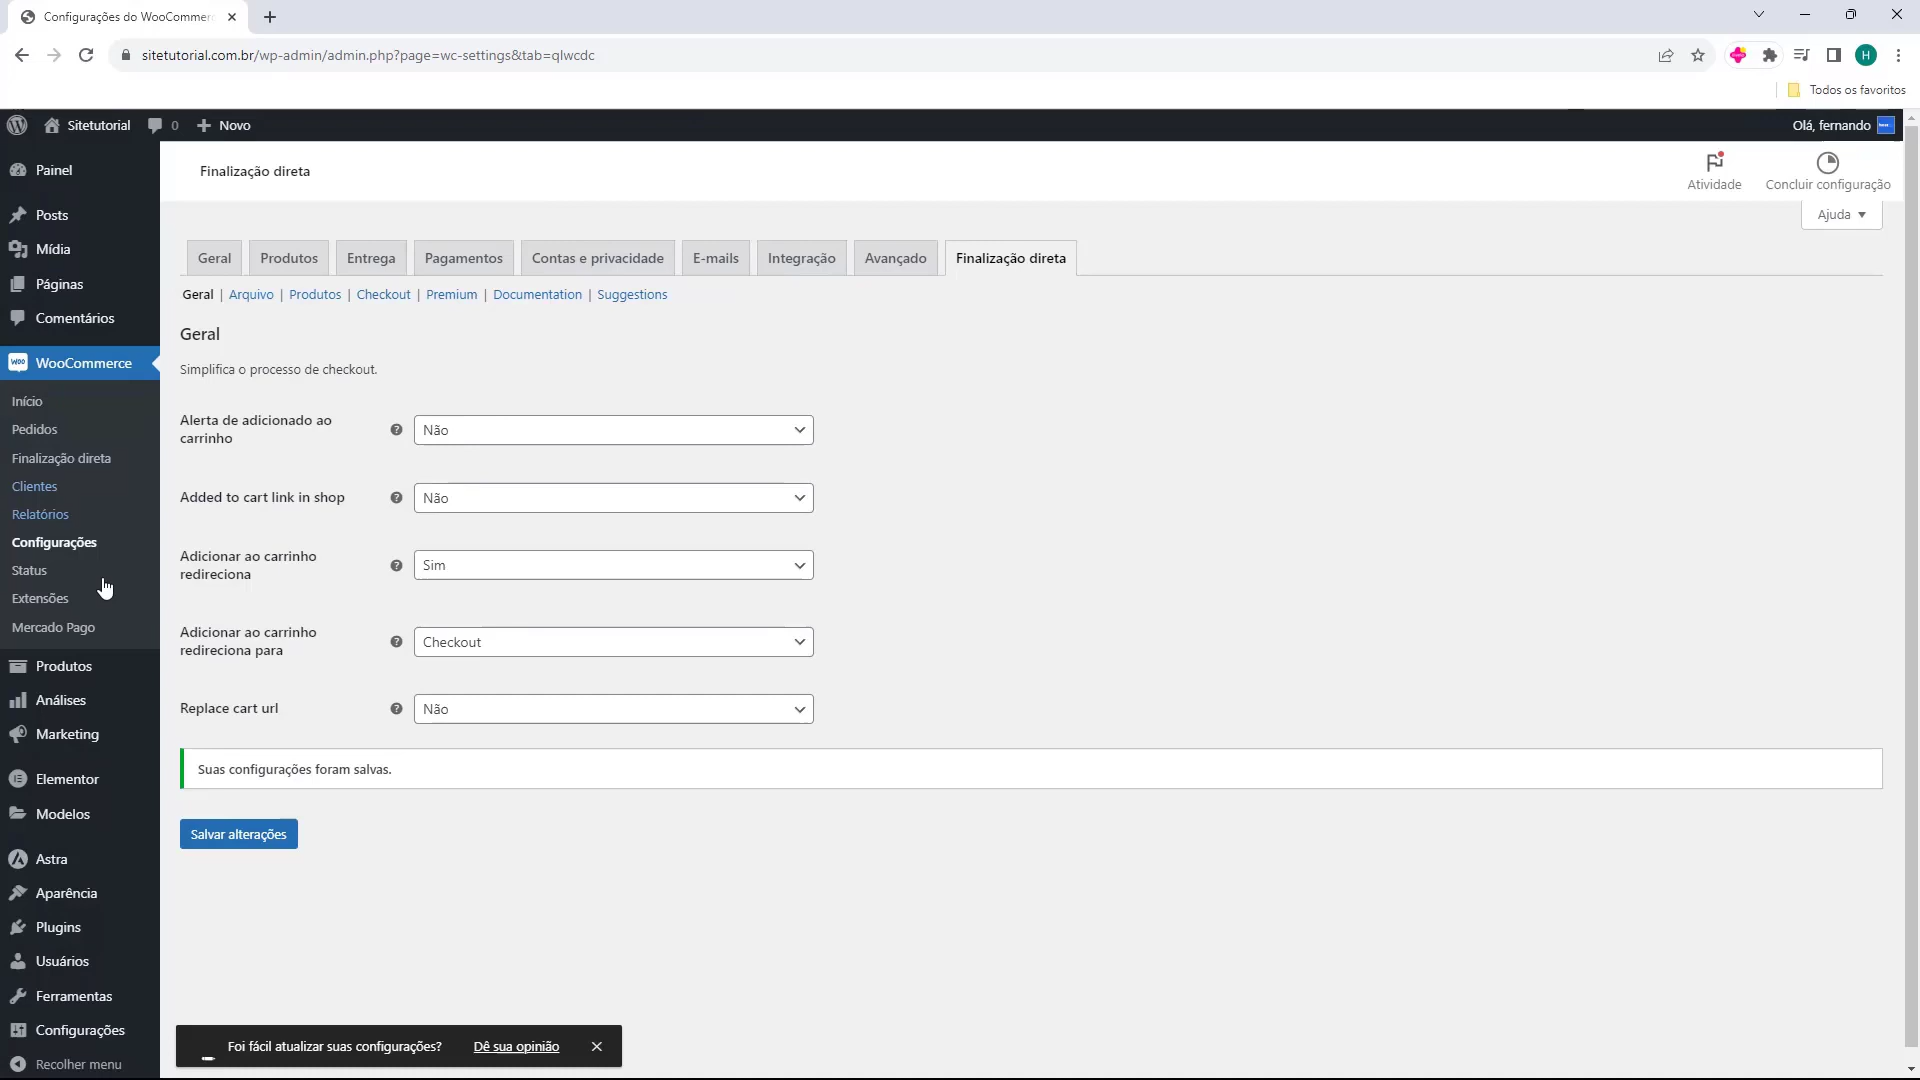 Configurações do WooCommer
sitetutorial.com.br/wp-admin/admin.php?page=wc-settings&tab=qlwcdc
H
Todos os favoritos
Sitetutorial
0
Novo
Olá, fernando
Painel
Posts
Mídia
Páginas
Comentários
WooCommerce
Início
Pedidos
Finalização direta
Clientes
Relatórios
Configurações
Status
Extensões
Mercado Pago
Produtos
Análises
Marketing
Elementor
Modelos
Astra
Aparência
Plugins
Usuários
Ferramentas
Configurações
Recolher menu
Finalização direta
Atividade
Concluir configuração
Ajuda
Geral Produtos Entrega Pagamentos Contas e privacidade E-mails Integração Avançado Finalização direta
Geral | Arquivo | Produtos | Checkout | Premium | Documentation | Suggestions
Geral
Simplifica o processo de checkout.
Alerta de adicionado ao
carrinho
Não
Added to cart link in shop
Não
Adicionar ao carrinho
redireciona
Sim
Adicionar ao carrinho
redireciona para
Checkout
Replace cart url
Não
Suas configurações foram salvas.
Salvar alterações
Foi fácil atualizar suas configurações? Dê sua opinião